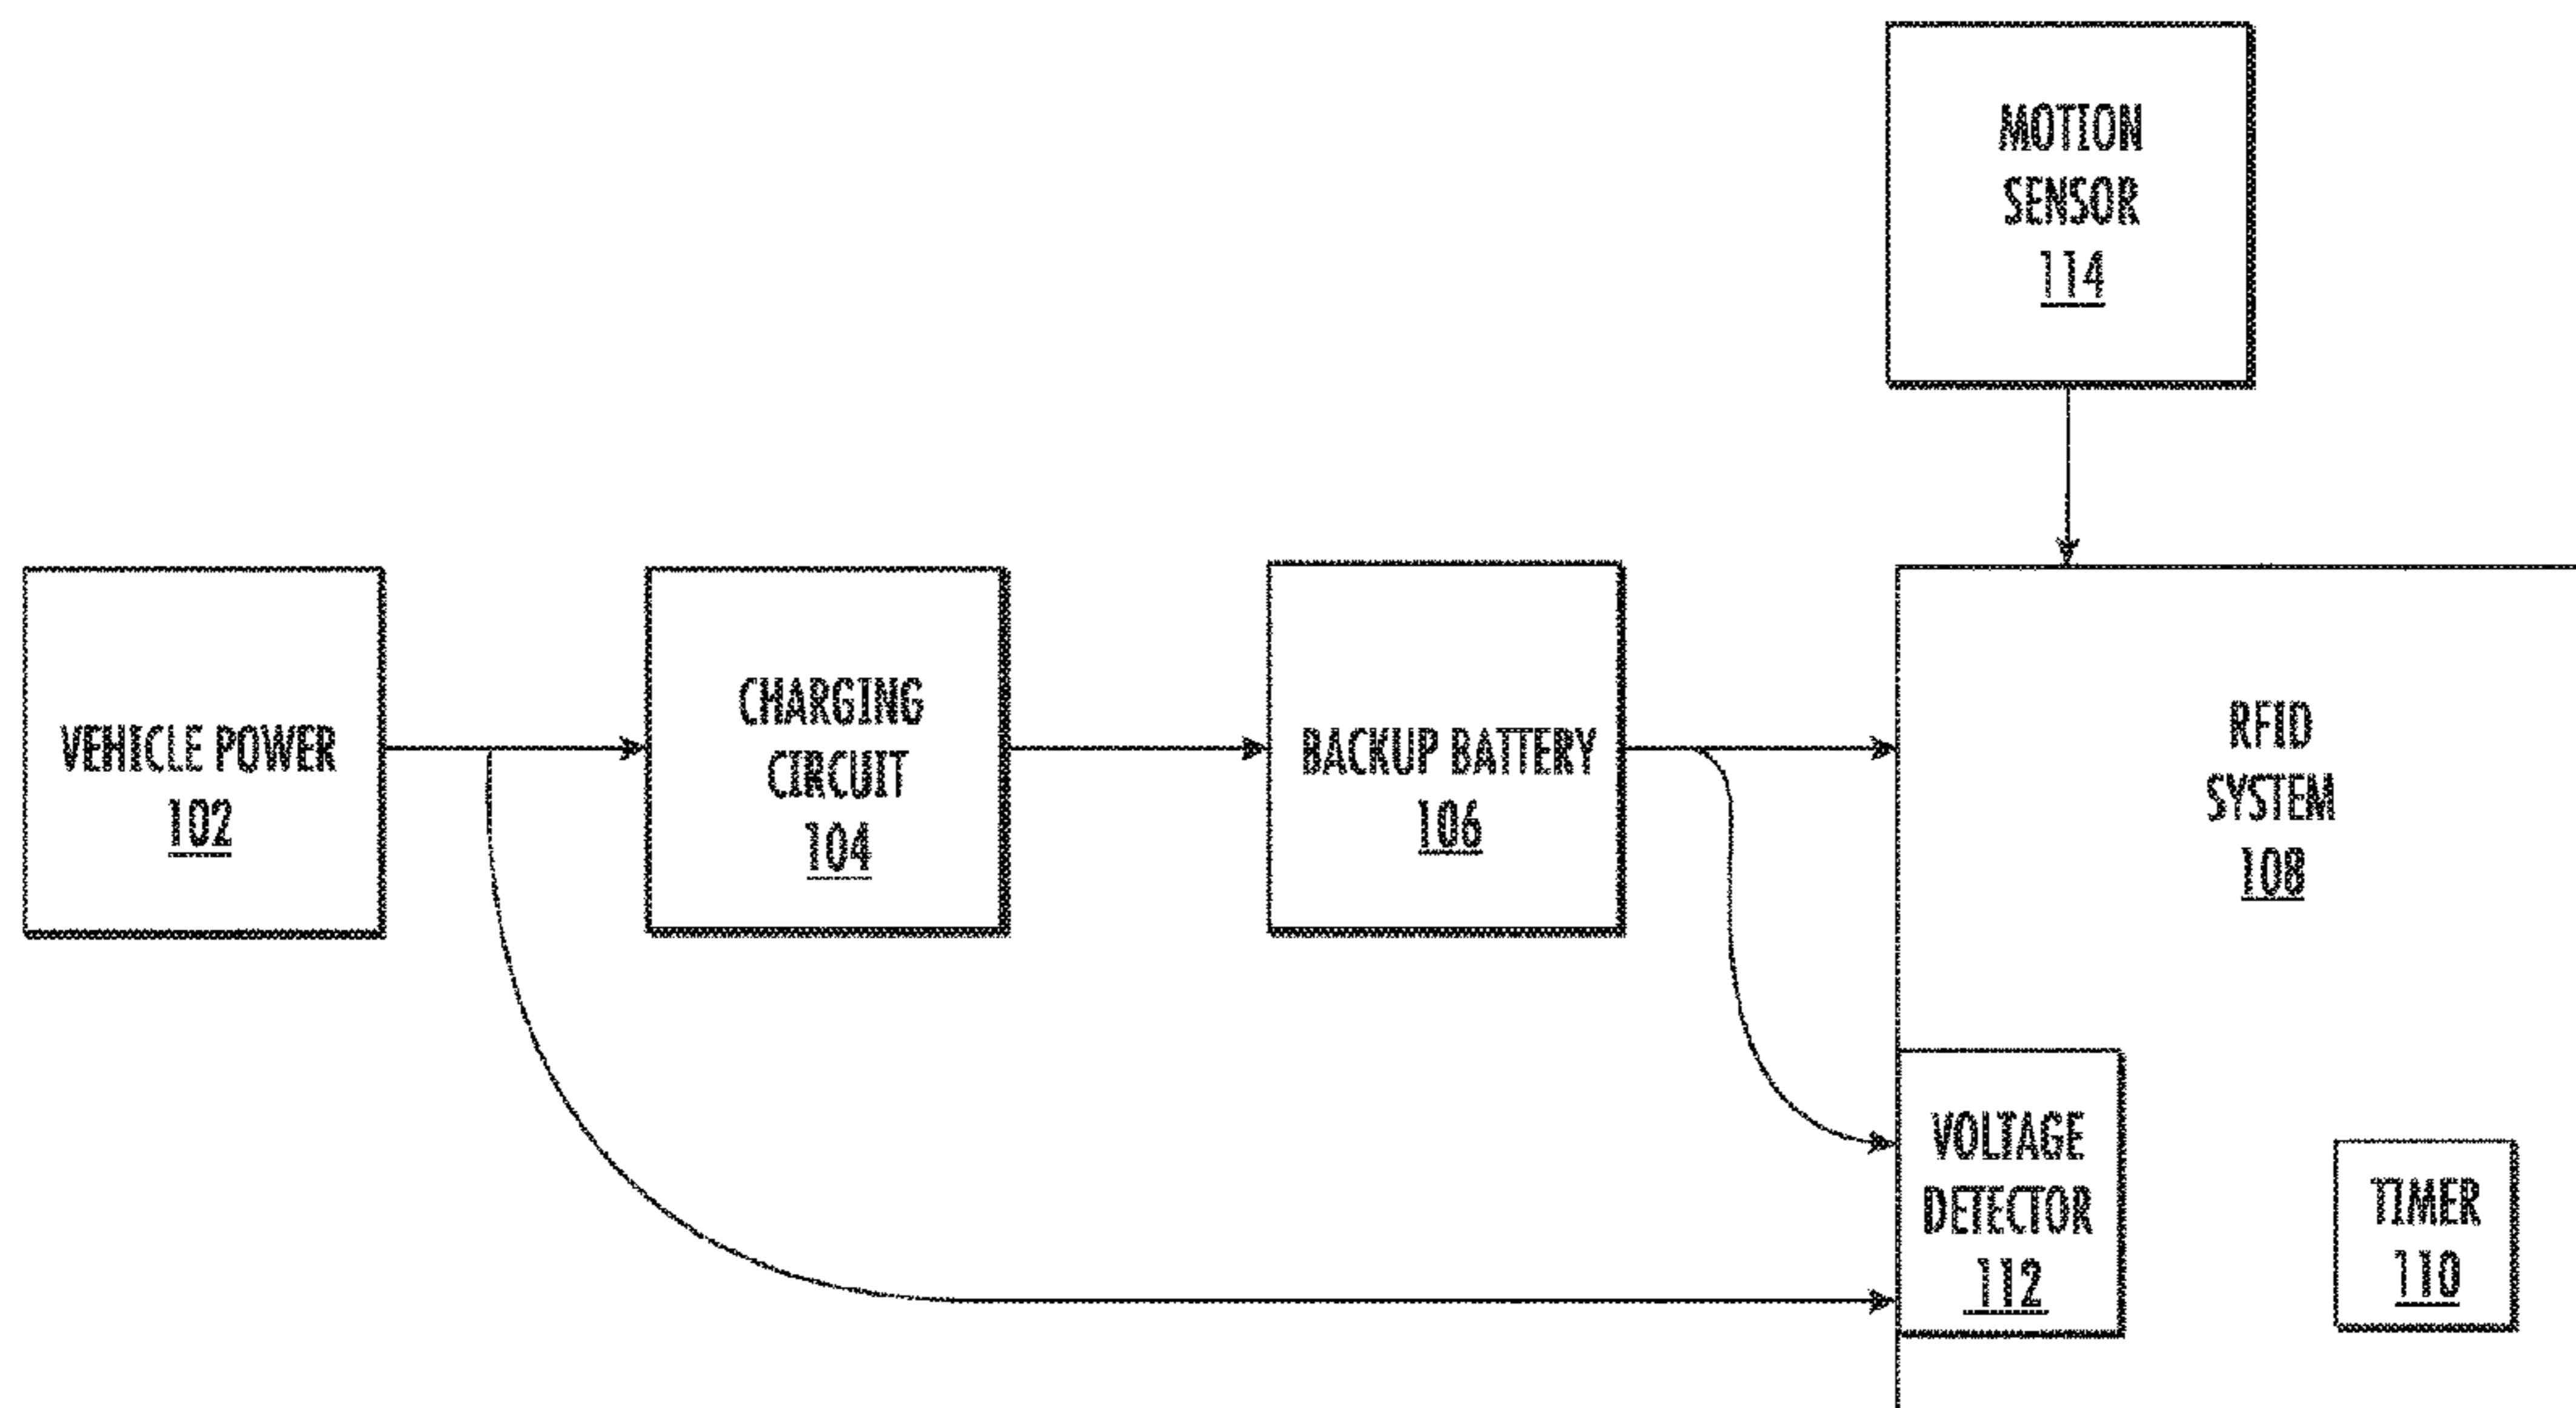 MOTION
SENSOR
114
VEHICLE POWER
102
CHARGING
CIRCUIT
104
BACKUP BATTERY
106
RFID
SYSTEM
108
VOLTAGE
DETECTOR
112
TIMER
110